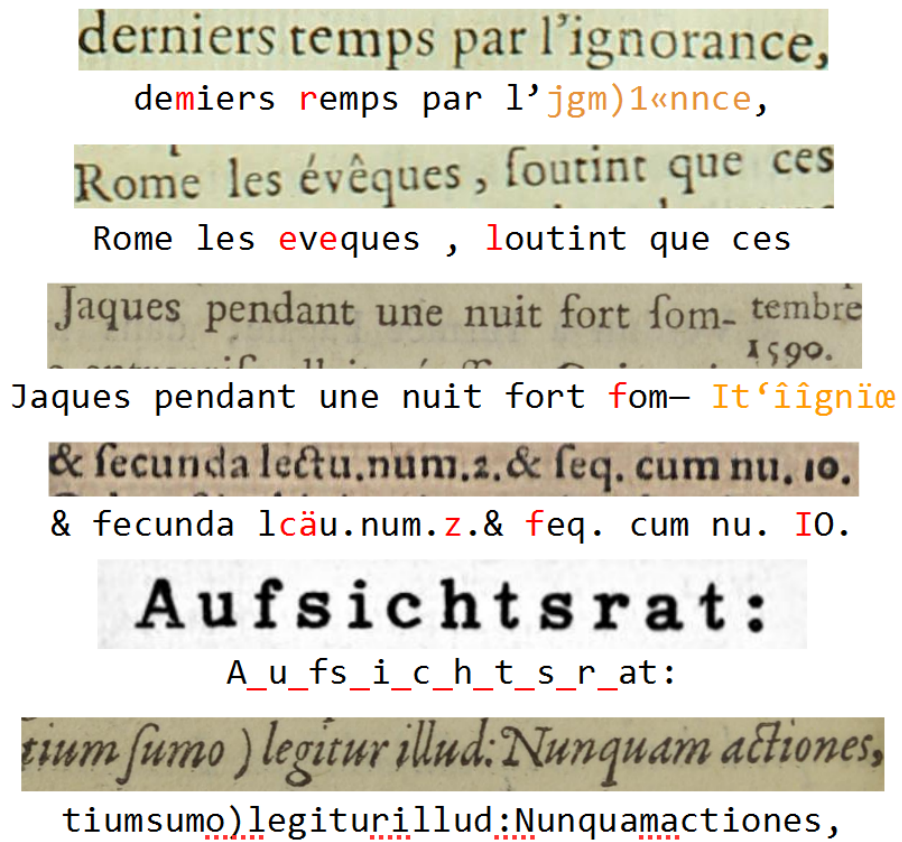 derniers temps par l’ignorance,
demiers remps par l’jgm)1«nnce,
Rome les évêques , ſoutint que ces
Rome les eveques , loutint que ces
Jaques pendant une nuit fort ſom- tembre
1590.
Jaques pendant une nuit fort fom— It‘îîgnïœ
& ſecunda lectu.num.2.& ſeq. cum nu. 10.
& fecunda lcäu.num.z.& feq. cum nu. IO.
Aufsichtsrat:
A_u_fs_i_c_h_t_s_r_at:
tium ſumo ) legitur illud: Nunquam actiones,
tiumsumo)legiturillud:Nunquamactiones,